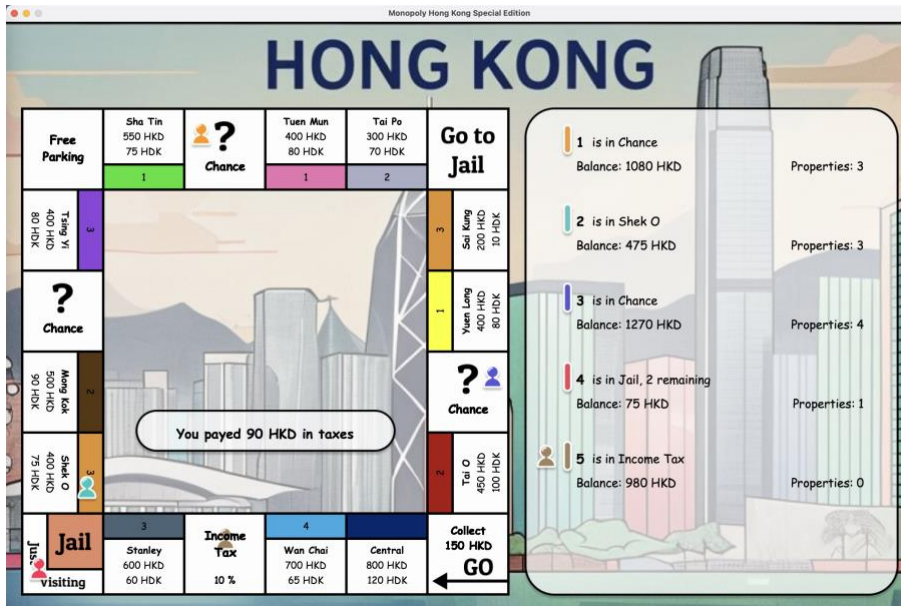 Monopoly Hong Kong Special Edition
HONG KONG
Free
Parking
Sha Tin
550 HKD
75 HDK
1
?
Chance
Tuen Mun
400 HKD
80 HDK
1
Tai Po
300 HKD
70 HDK
2
Go to
Jail
Tsing Yi
400 HKD
80 HDK
3
Sai Kung
200 HKD
10 HDK
3
?
Chance
Yuen Long
400 HKD
80 HDK
1
Mong Kok
500 HKD
90 HDK
2
?
Chance
You payed 90 HKD in taxes
Shek O
400 HKD
75 HDK
3
Tai O
450 HKD
100 HDK
2
Jail
Visiting
3
Stanley
600 HKD
60 HDK
Income
Tax
10 %
4
Wan Chai
700 HKD
65 HDK
Central
800 HKD
120 HDK
Collect
150 HKD
GO
1 is in Chance
Balance: 1080 HKD
Properties: 3
2 is in Shek O
Balance: 475 HKD
Properties: 3
3 is in Chance
Balance: 1270 HKD
Properties: 4
4 is in Jail, 2 remaining
Balance: 75 HKD
Properties: 1
5 is in Income Tax
Balance: 980 HKD
Properties: 0